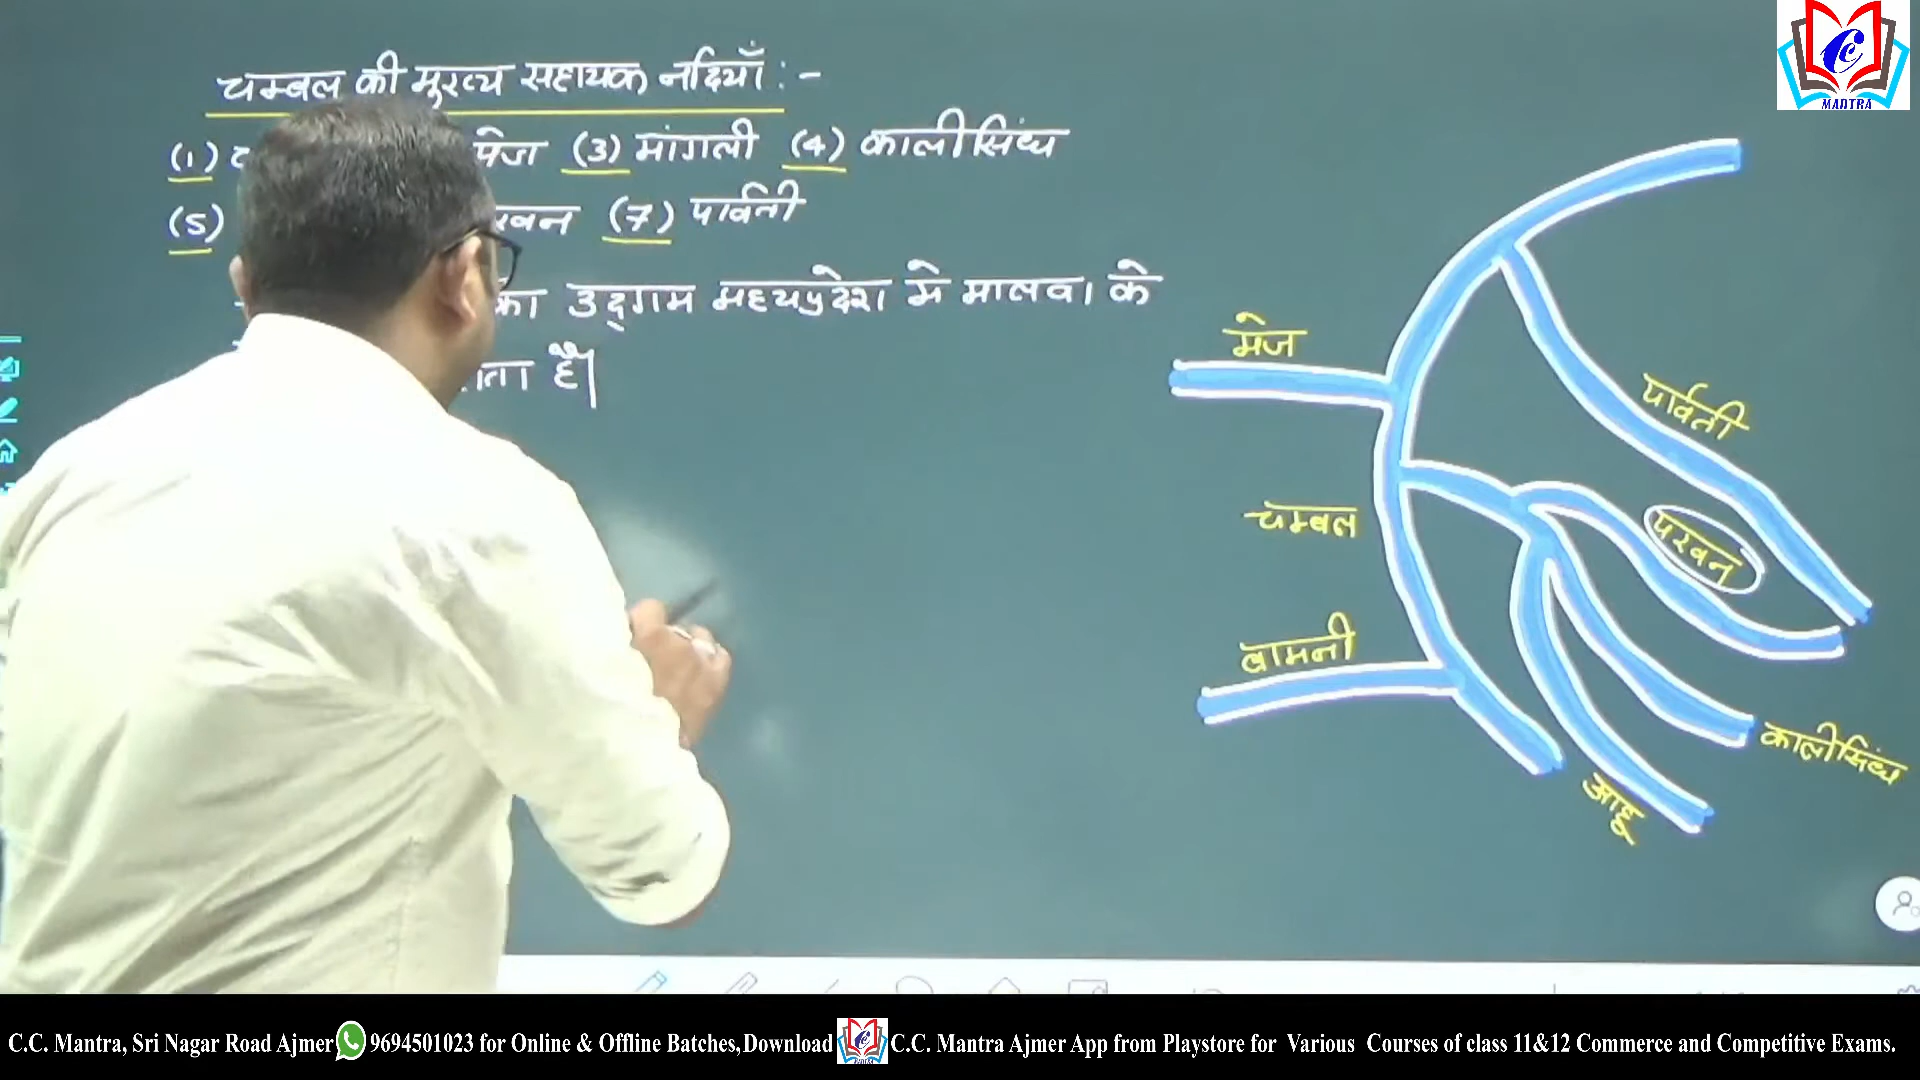 चम्बल की मुख्य सहायक नदियाँ :-
(1) मेज (3) मांगली (4) कालीसिंध
(5) परवन (7) पार्वती
का उद्गम मध्यप्रदेश मे मालवा के
है|
मेज
पार्वती
चम्बल
परवन
बामनी
कालीसिंध
आहू
MANTRA
C.C. Mantra, Sri Nagar Road Ajmer 9694501023 for Online & Offline Batches, Download C.C. Mantra Ajmer App from Playstore for Various Courses of class 11&12 Commerce and Competitive Exams.